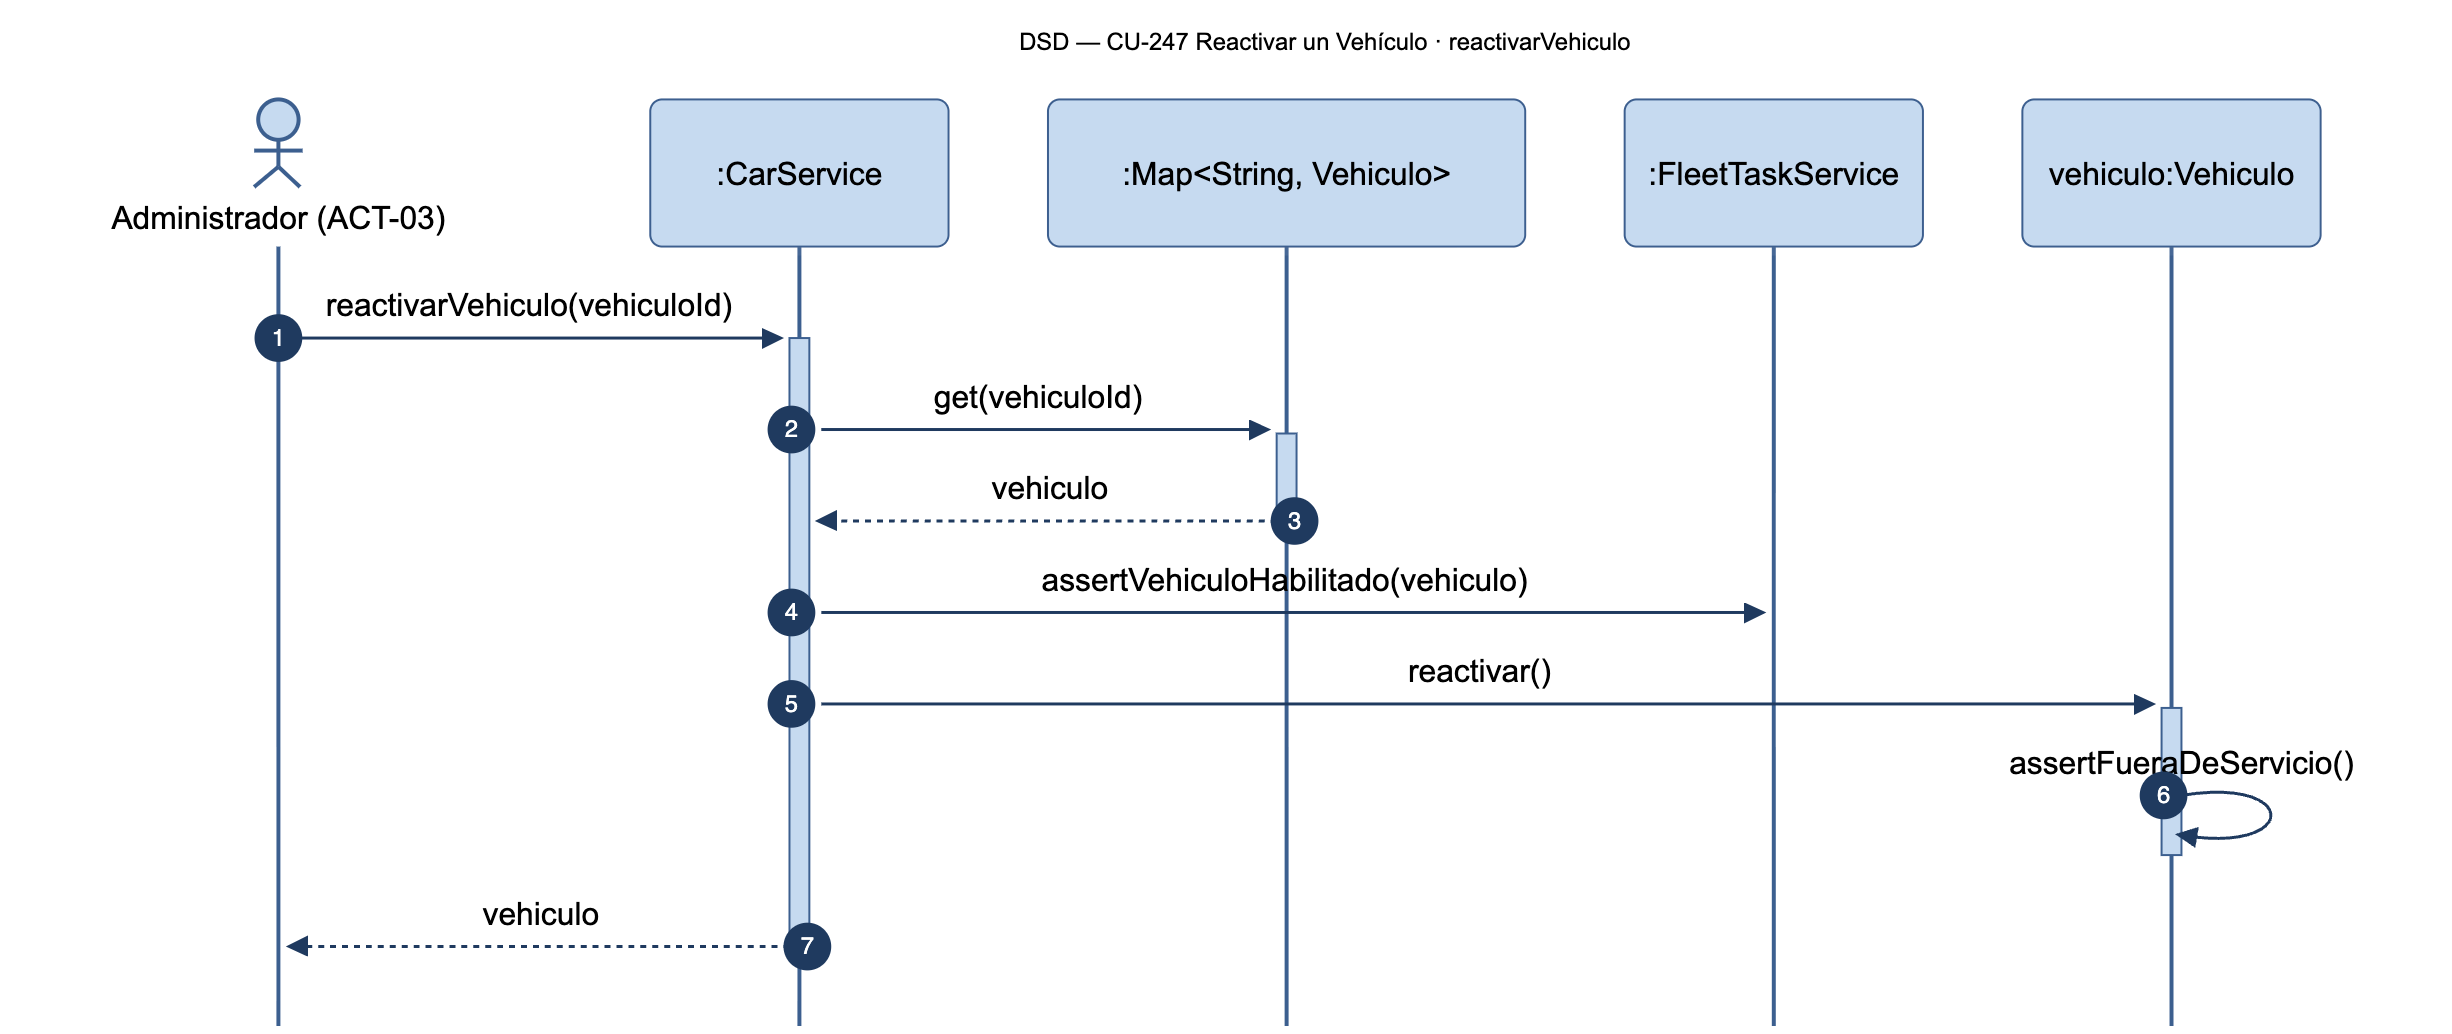 DSD — CU-247 Reactivar un Vehículo · reactivarVehiculo
Administrador (ACT-03)
:CarService
:Map<String, Vehiculo>
:FleetTaskService
vehiculo:Vehiculo
1
reactivarVehiculo(vehiculoId)
2
get(vehiculoId)
3
vehiculo
4
assertVehiculoHabilitado(vehiculo)
5
reactivar()
6
assertFueraDeServicio()
7
vehiculo